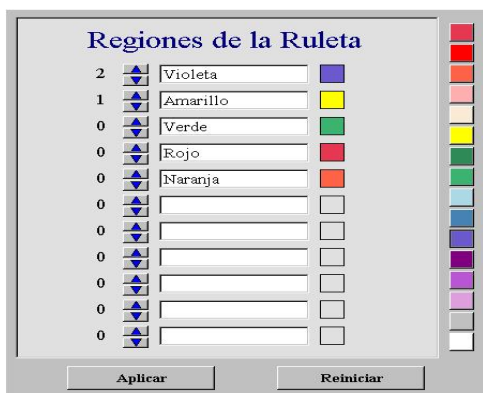 Regiones de la Ruleta
2 Violeta
1 Amarillo
0 Verde
0 Rojo
0 Naranja
0
0
0
0
0
0
Aplicar Reiniciar